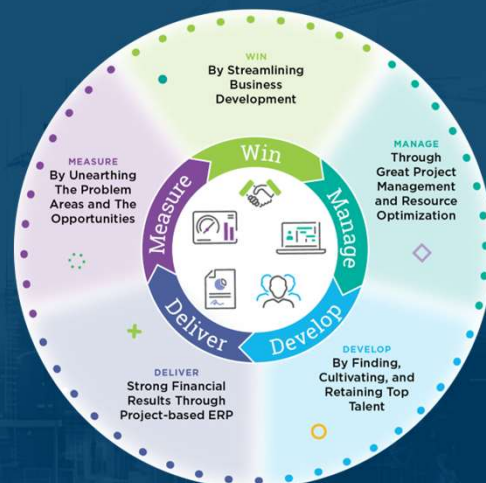 WIN
By Streamlining
Business
Development
MANAGE
Through
Great Project
Management
and Resource
Optimization
DEVELOP
By Finding,
Cultivating, and
Retaining Top
Talent
DELIVER
Strong Financial
Results Through
Project-based ERP
MEASURE
By Unearthing
The Problem
Areas and The
Opportunities
Win
Manage
Develop
Deliver
Measure